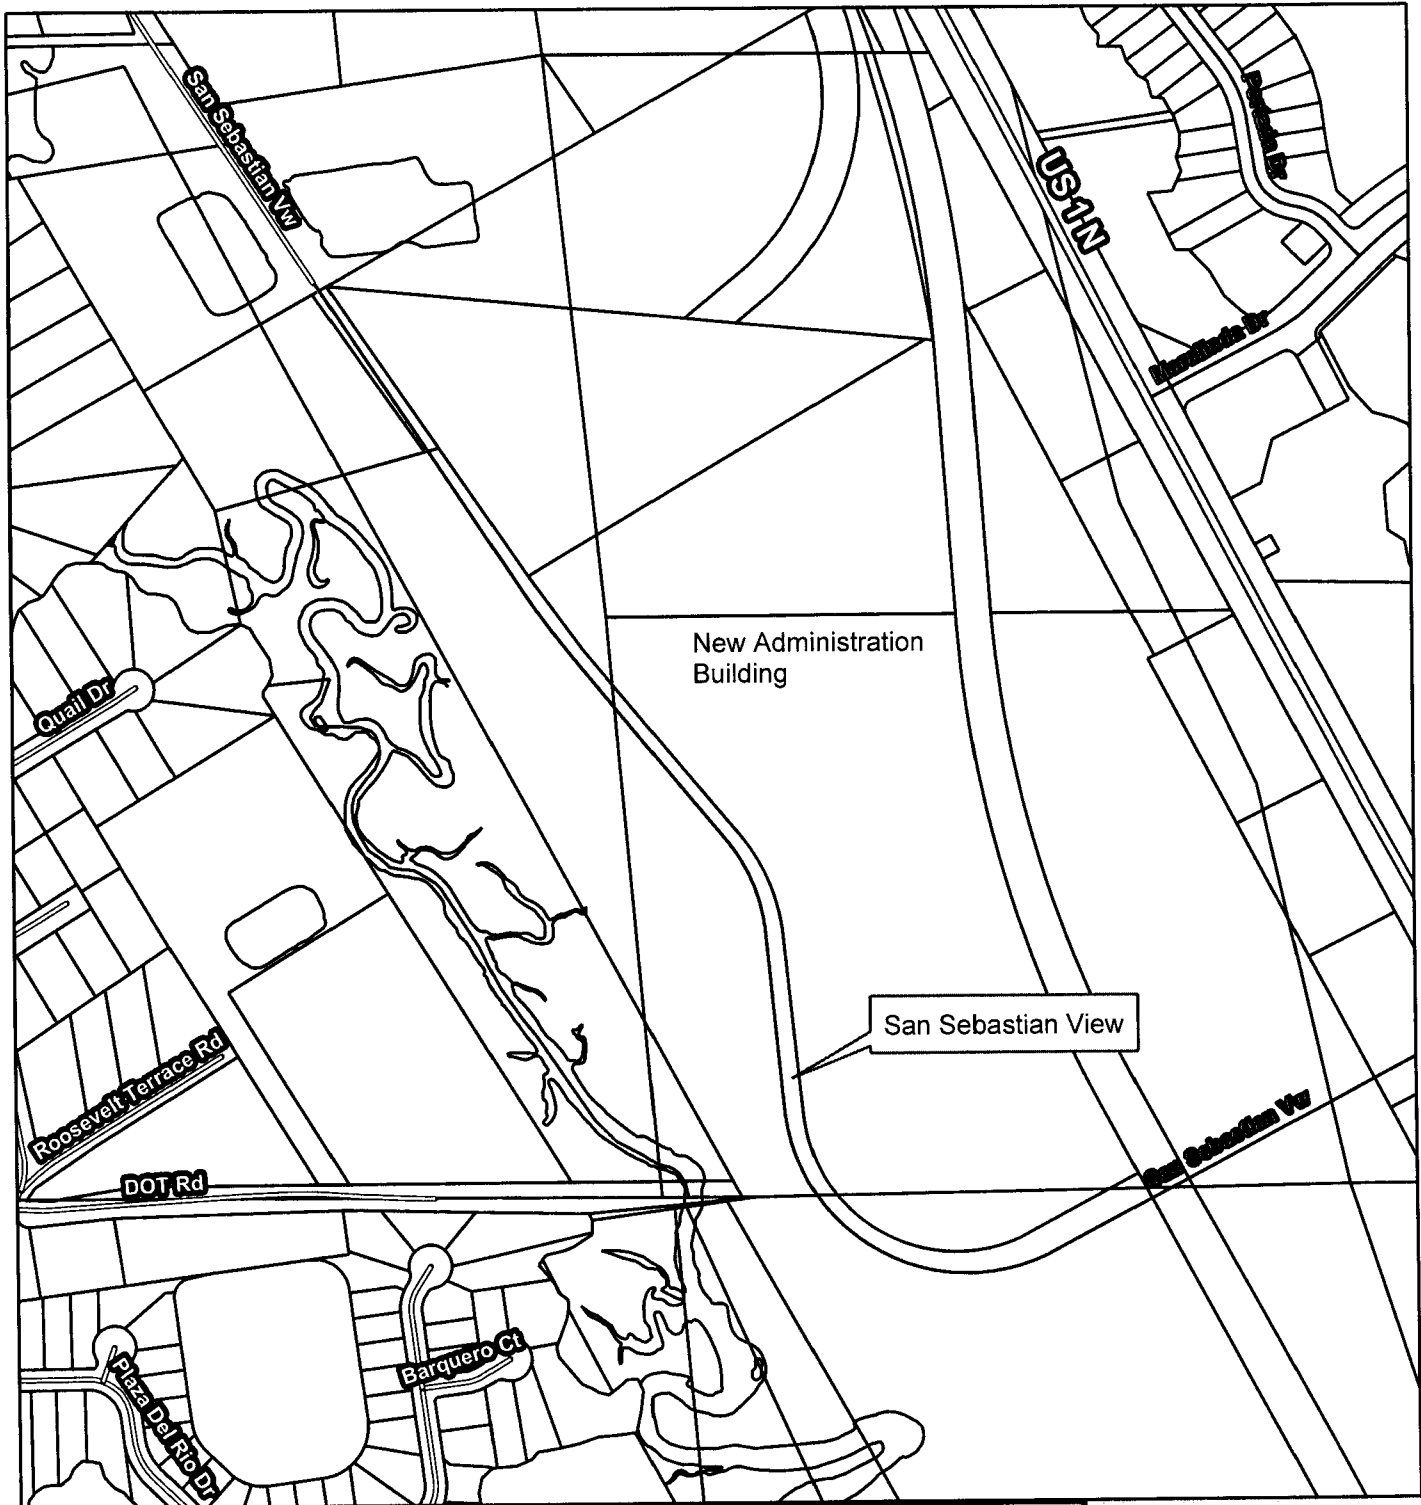 San Sebastian Vw
US 1 N
New Administration
Building
Quail Dr
San Sebastian View
Roosevelt Terrace Rd
San Sebastian Vw
DOT Rd
Barquero Ct
Plaza Del Rio Dr